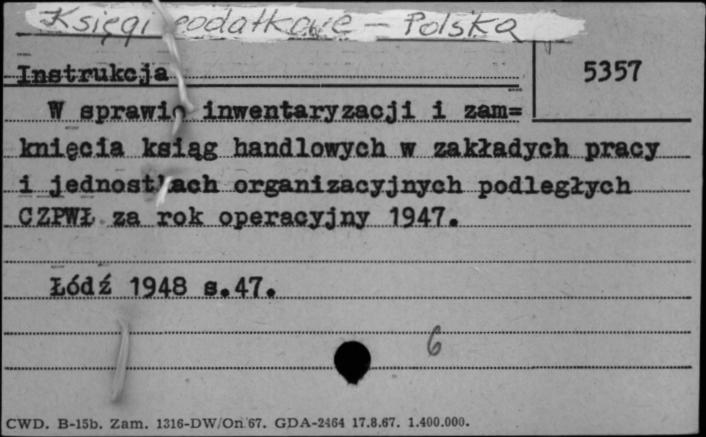 Księgi podatkowe - Polska
5357
Instrukcja
W sprawie inwentaryzacji i zam=
knięcia ksiąg handlowych w zakładych pracy
i jednostkach organizacyjnych podległych
CZPWŁ za rok operacyjny 1947.
Łódź 1948 s.47.
6
CWD. B-15b. Zam. 1316-DW/On.67. GDA-2464 17.8.67. 1.400.000.